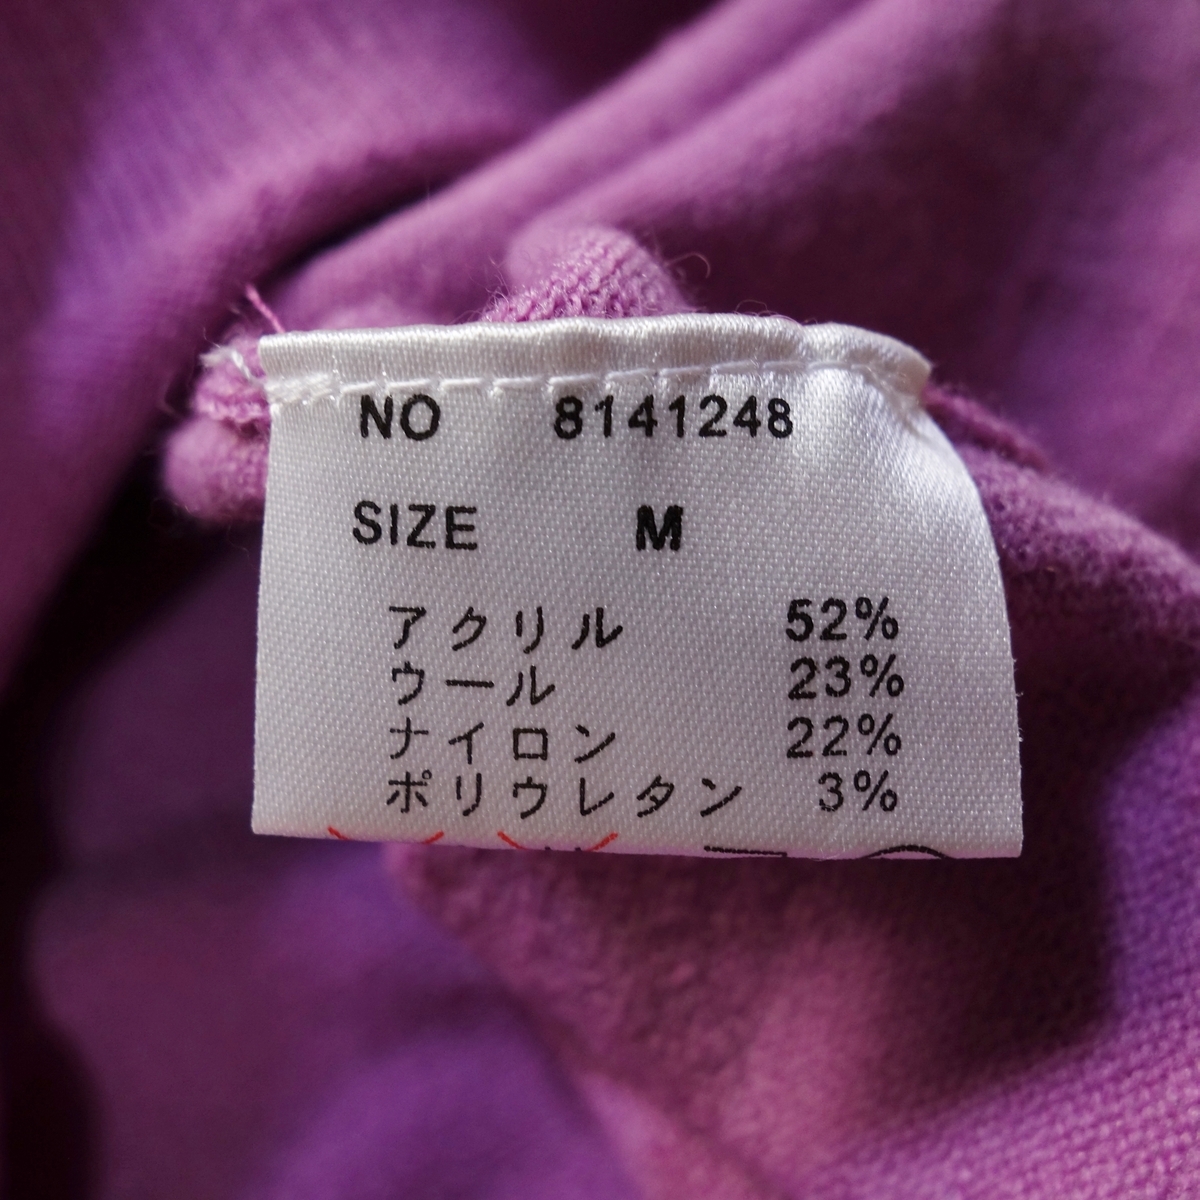 NO 8141248
SIZE M
アクリル 52%
ウール 23%
ナイロン 22%
ポリウレタン 3%